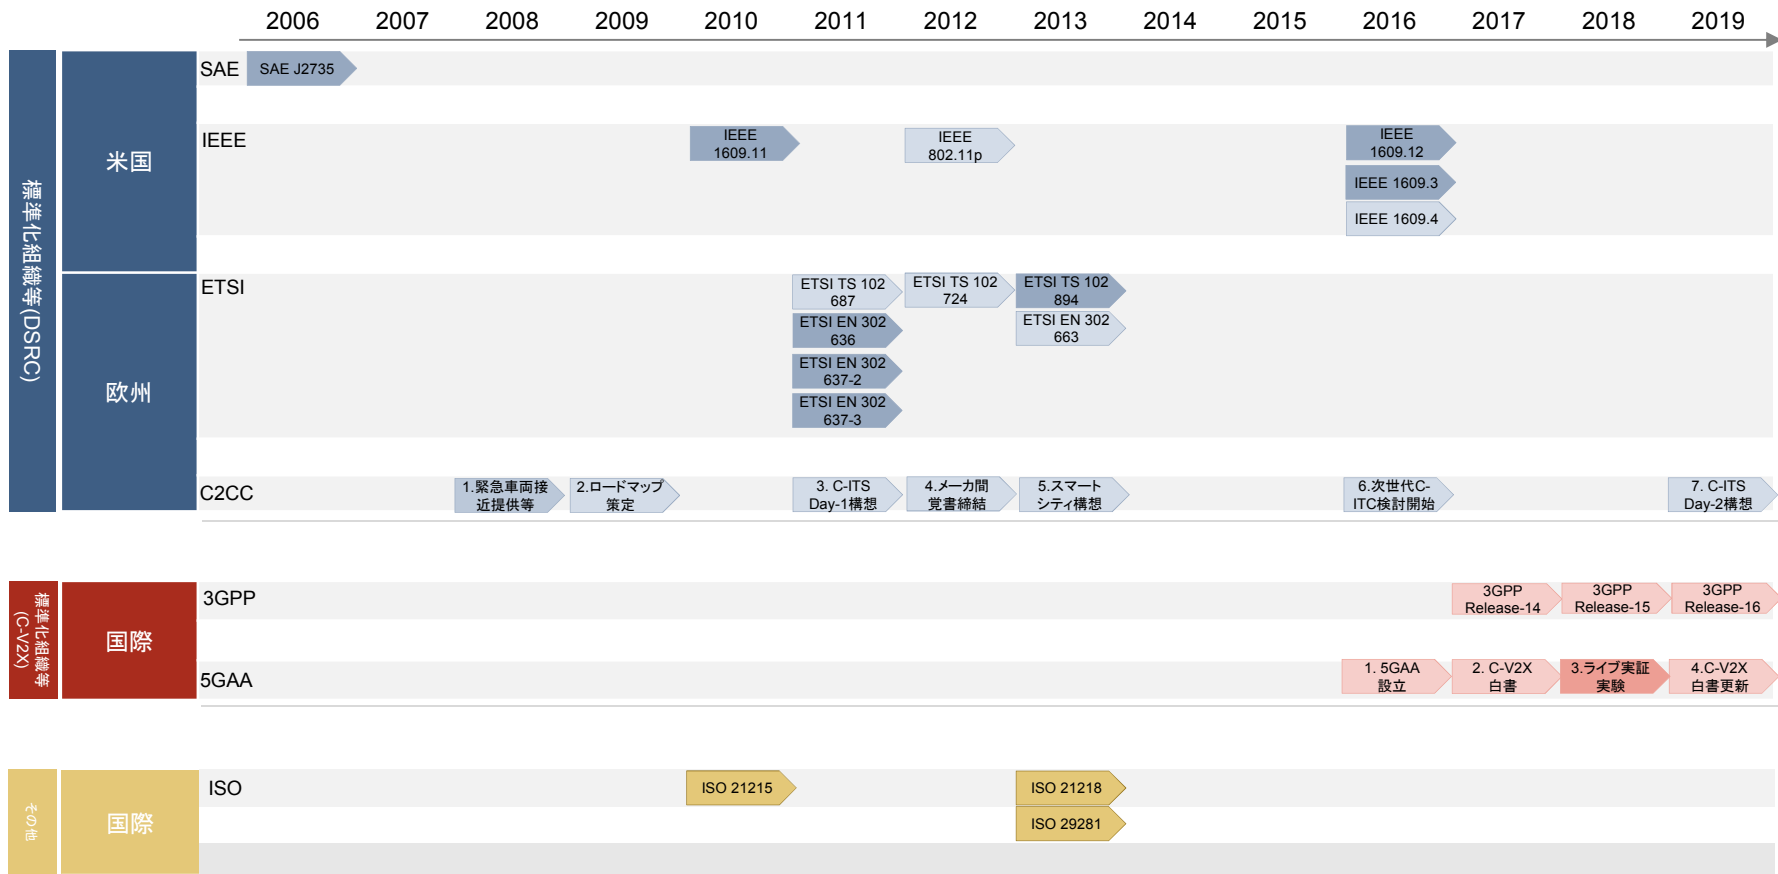 2006 2007 2008 2009 2010 2011 2012 2013 2014 2015 2016 2017 2018 2019
標準化組織等(DSRC)
米国
SAE
SAE J2735
IEEE
IEEE
1609.11
IEEE
802.11p
IEEE
1609.12
IEEE 1609.3
IEEE 1609.4
欧州
ETSI
ETSI TS 102
687
ETSI EN 302
636
ETSI EN 302
637-2
ETSI EN 302
637-3
ETSI TS 102
724
ETSI TS 102
894
ETSI EN 302
663
C2CC
1.緊急車両接
近提供等
2.ロードマップ
策定
3. C-ITS
Day-1構想
4.メーカ間
覚書締結
5.スマート
シティ構想
6.次世代C-
ITC検討開始
7. C-ITS
Day-2構想
標準化組織等
(C-V2X)
国際
3GPP
3GPP
Release-14
3GPP
Release-15
3GPP
Release-16
5GAA
1. 5GAA
設立
2. C-V2X
白書
3.ライブ実証
実験
4.C-V2X
白書更新
その他
国際
ISO
ISO 21215
ISO 21218
ISO 29281